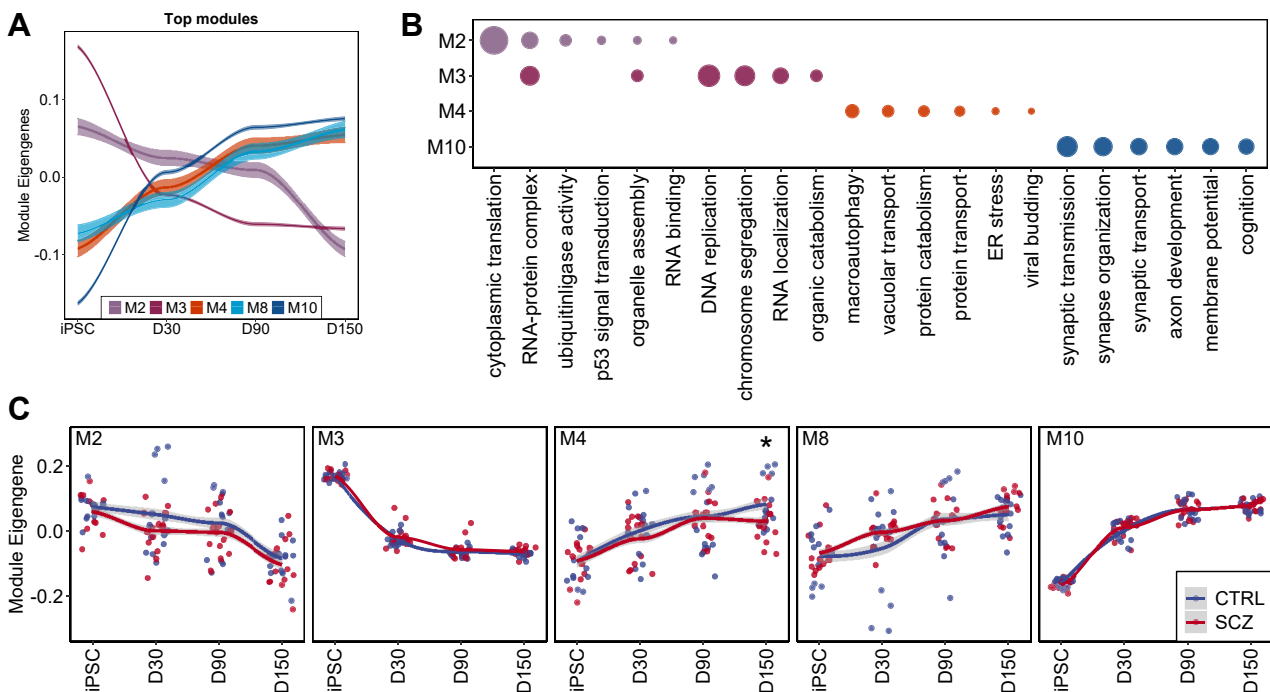 A
Top modules
Module Eigengenes
0.1
0.0
-0.1
M2 M3 M4 M8 M10
iPSC D30 D90 D150
B
M2
M3
M4
M10
cytoplasmic translation
RNA-protein complex
ubiquitinligase activity
p53 signal transduction
organelle assembly
RNA binding
DNA replication
chromosome segregation
RNA localization
organic catabolism
macroautophagy
vacuolar transport
protein catabolism
protein transport
ER stress
viral budding
synaptic transmission
synapse organization
synaptic transport
axon development
membrane potential
cognition
C
Module Eigengene
0.2
0.0
-0.2
M2
iPSC
D30
D90
D150
M3
iPSC
D30
D90
D150
M4
*
iPSC
D30
D90
D150
M8
iPSC
D30
D90
D150
M10
CTRL
SCZ
iPSC
D30
D90
D150